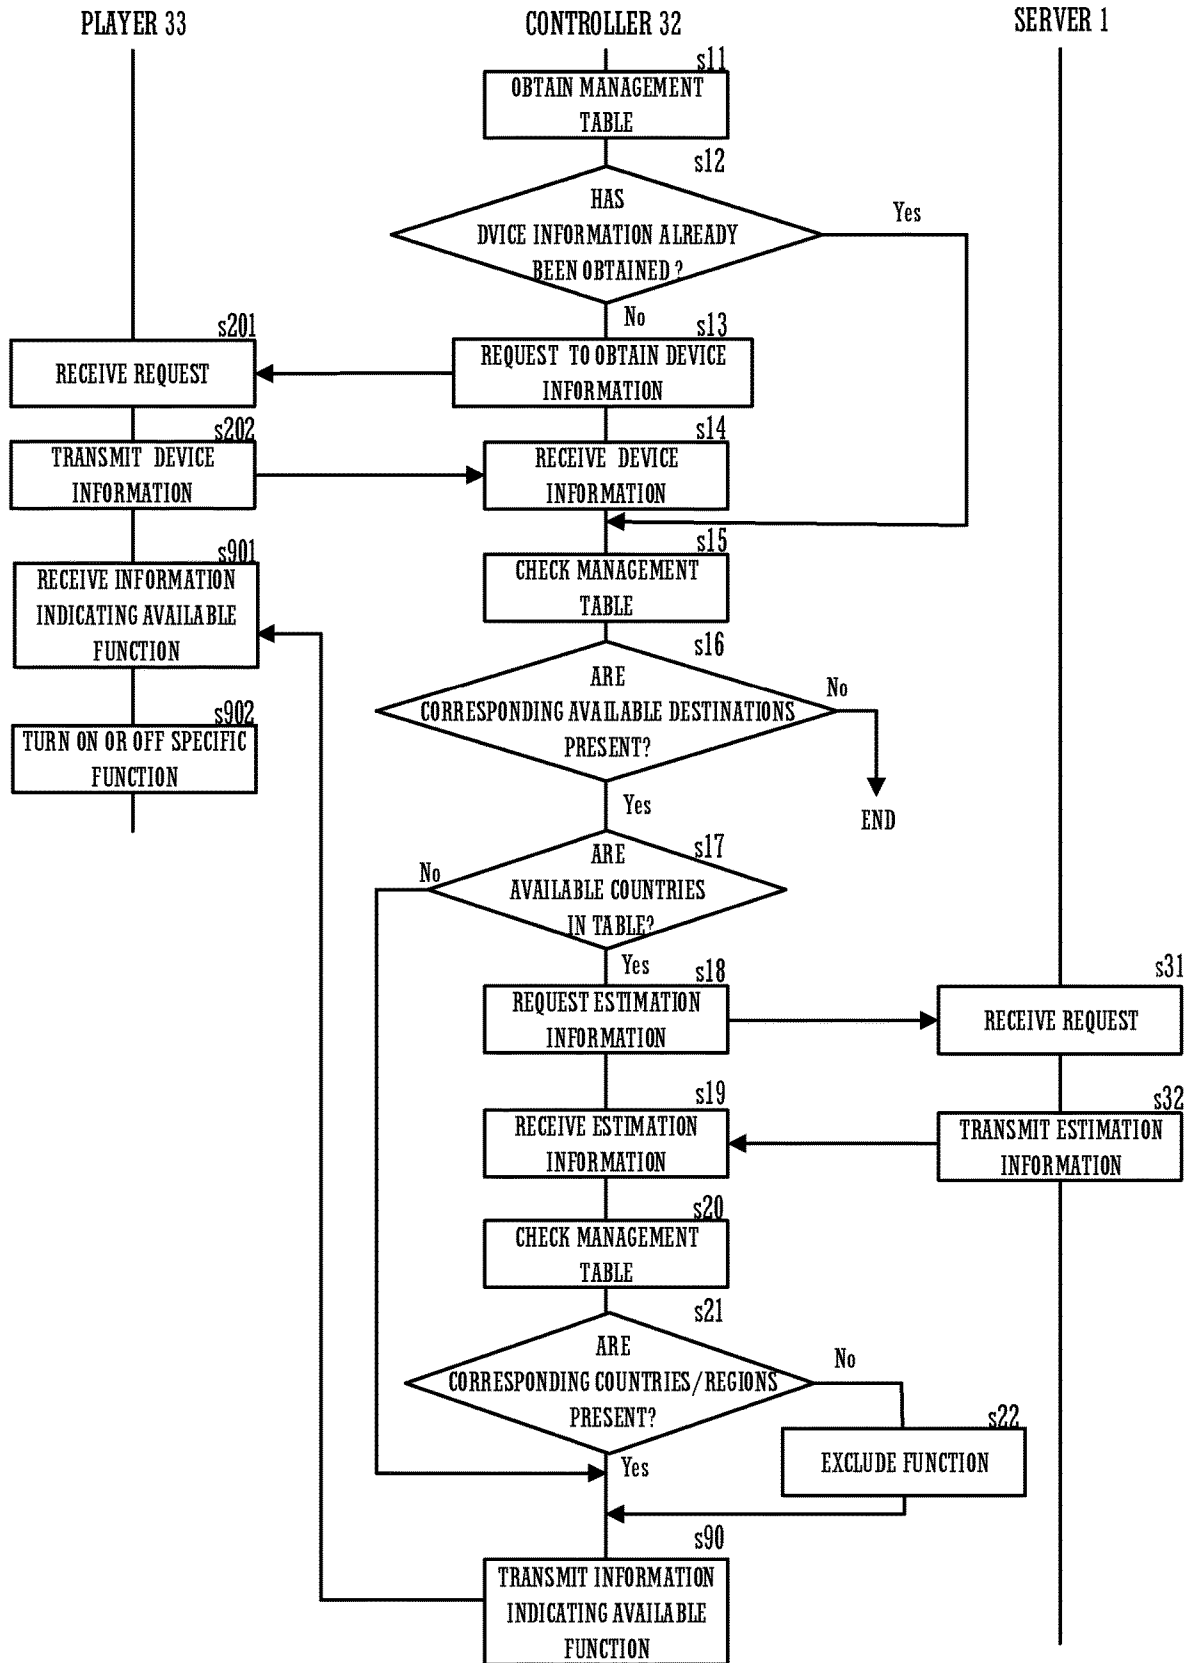 PLAYER 33
CONTROLLER 32
SERVER 1
s11
OBTAIN MANAGEMENT
TABLE
s12
HAS
DVICE INFORMATION ALREADY
BEEN OBTAINED ?
Yes
No
s201
RECEIVE REQUEST
s13
REQUEST TO OBTAIN DEVICE
INFORMATION
s202
TRANSMIT DEVICE
INFORMATION
s14
RECEIVE DEVICE
INFORMATION
s901
RECEIVE INFORMATION
INDICATING AVAILABLE
FUNCTION
s15
CHECK MANAGEMENT
TABLE
s16
ARE
CORRESPONDING AVAILABLE DESTINATIONS
PRESENT?
No
END
Yes
s902
TURN ON OR OFF SPECIFIC
FUNCTION
s17
ARE
AVAILABLE COUNTRIES
IN TABLE?
No
Yes
s18
REQUEST ESTIMATION
INFORMATION
s31
RECEIVE REQUEST
s19
RECEIVE ESTIMATION
INFORMATION
s32
TRANSMIT ESTIMATION
INFORMATION
s20
CHECK MANAGEMENT
TABLE
s21
ARE
CORRESPONDING COUNTRIES/REGIONS
PRESENT?
No
Yes
s22
EXCLUDE FUNCTION
s90
TRANSMIT INFORMATION
INDICATING AVAILABLE
FUNCTION